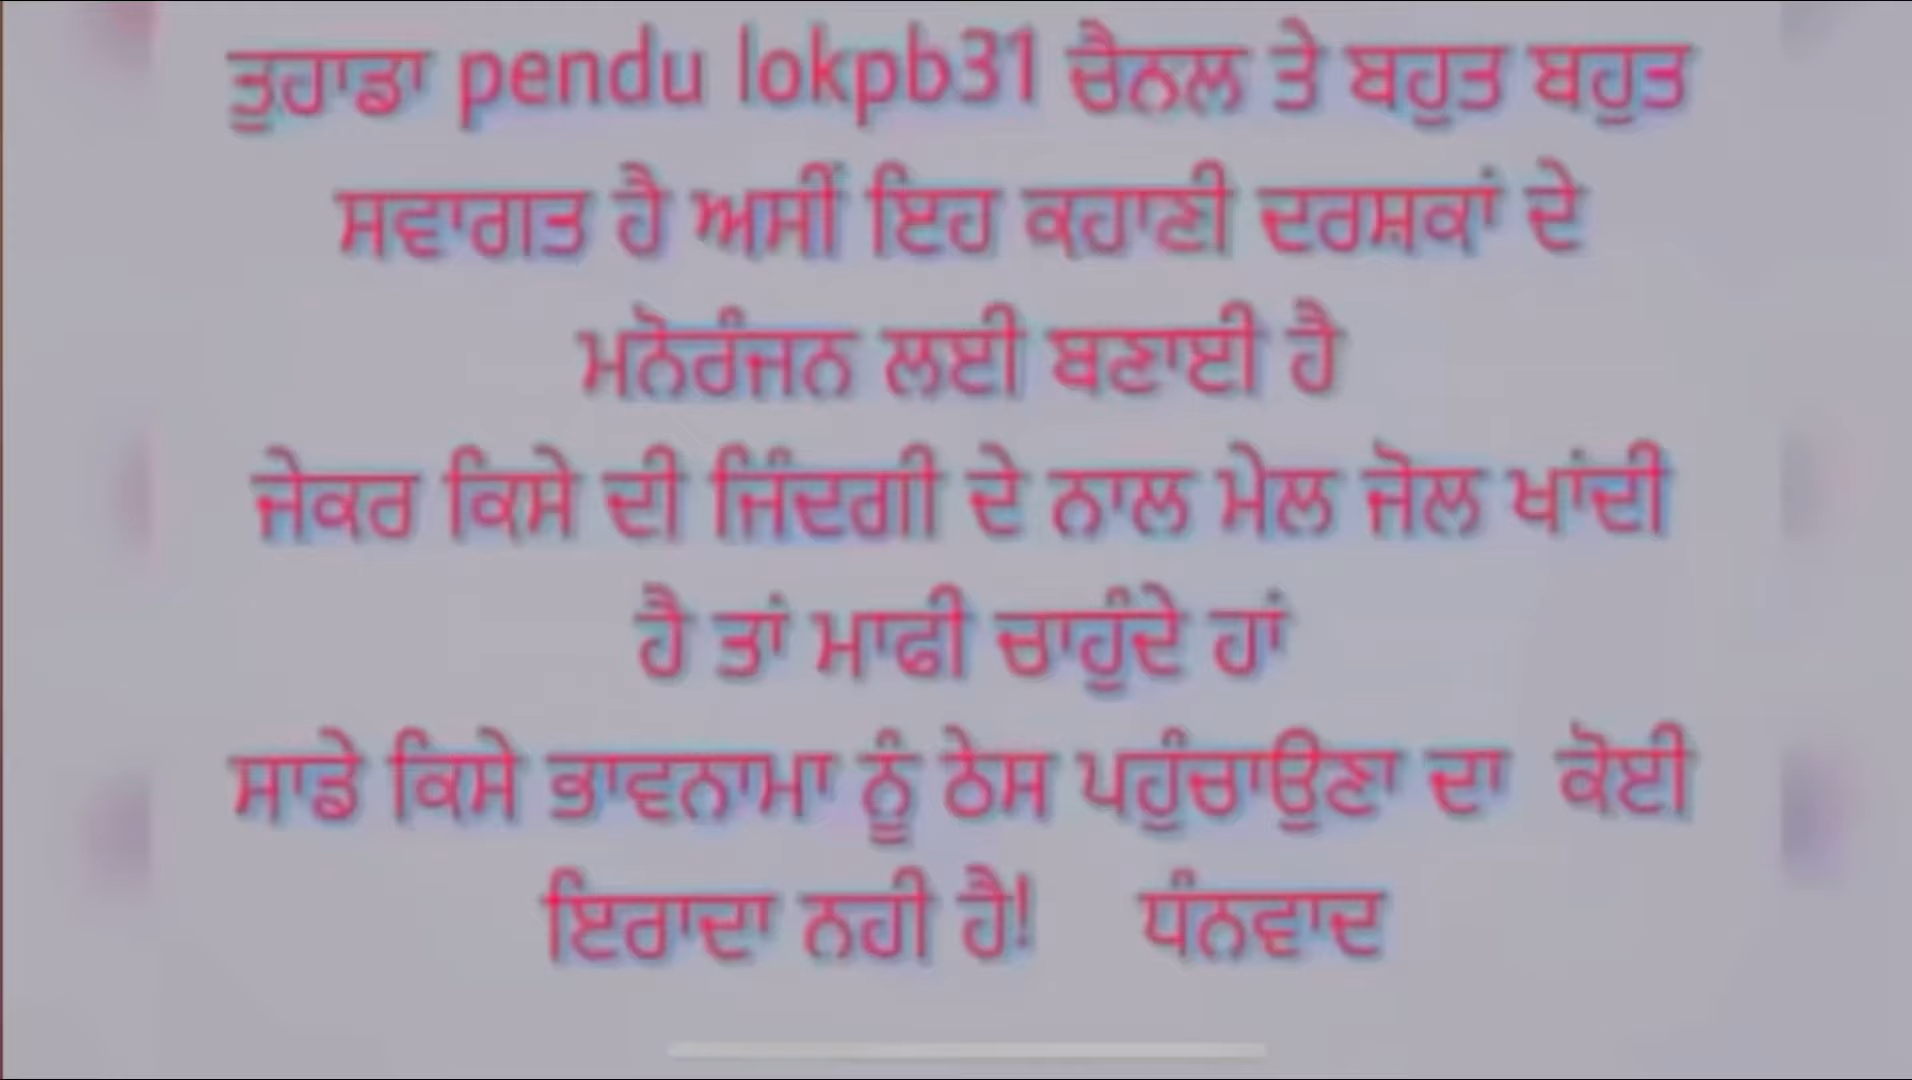 ਤੁਹਾਡਾ pendu lokpb31 ਚੈਨਲ ਤੇ ਬਹੁਤ ਬਹੁਤ
ਸਵਾਗਤ ਹੈ ਅਸੀਂ ਇਹ ਕਹਾਣੀ ਦਰਸ਼ਕਾਂ ਦੇ
ਮਨੋਰੰਜਨ ਲਈ ਬਣਾਈ ਹੈ
ਜੇਕਰ ਕਿਸੇ ਦੀ ਜਿੰਦਗੀ ਦੇ ਨਾਲ ਮੇਲ ਜੋਲ ਖਾਂਦੀ
ਹੈ ਤਾਂ ਮਾਫੀ ਚਾਹੁੰਦੇ ਹਾਂ
ਸਾਡੇ ਕਿਸੇ ਭਾਵਨਾਮਾ ਨੂੰ ਠੇਸ ਪਹੁੰਚਾਉਣਾ ਦਾ ਕੋਈ
ਇਰਾਦਾ ਨਹੀ ਹੈ! ਧੰਨਵਾਦ